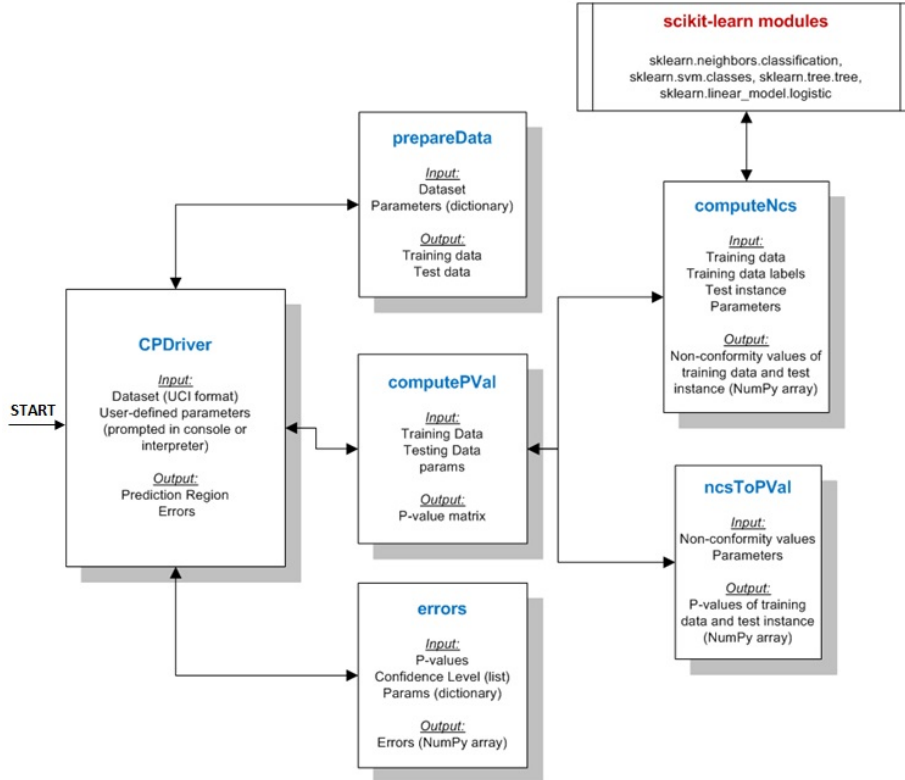 scikit-learn modules
sklearn.neighbors.classification,
sklearn.svm.classes, sklearn.tree.tree,
sklearn.linear_model.logistic
prepareData
Input:
Dataset
Parameters (dictionary)
Output:
Training data
Test data
computeNcs
Input:
Training data
Training data labels
Test instance
Parameters
Output:
Non-conformity values of
training data and test
instance (NumPy array)
START
CPDriver
Input:
Dataset (UCI format)
User-defined parameters
(prompted in console or
interpreter)
Output:
Prediction Region
Errors
computePVal
Input:
Training Data
Testing Data
params
Output:
P-value matrix
ncsToPVal
Input:
Non-conformity values
Parameters
Output:
P-values of training
data and test instance
(NumPy array)
errors
Input:
P-values
Confidence Level (list)
Params (dictionary)
Output:
Errors (NumPy array)